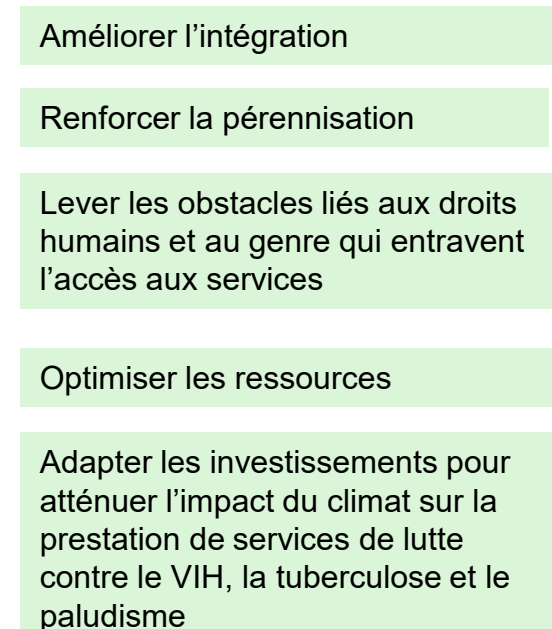 Améliorer l’intégration
Renforcer la pérennisation
Lever les obstacles liés aux droits
humains et au genre qui entravent
l’accès aux services
Optimiser les ressources
Adapter les investissements pour
atténuer l’impact du climat sur la
prestation de services de lutte
contre le VIH, la tuberculose et le
paludisme